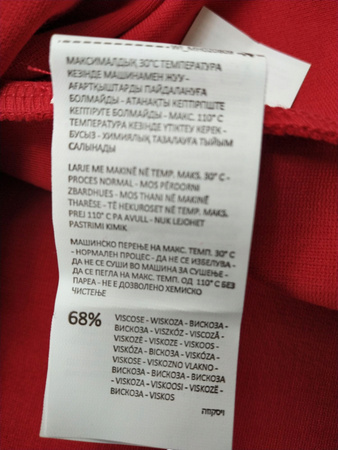 МАКСИМАЛДЫҚ 30°C ТЕМПЕРАТУРА
КЕЗІНДЕ МАШИНАМЕН ЖУУ -
АҒАРТҚЫШТАРДЫ ПАЙДАЛАНУҒА
БОЛМАЙДЫ - АТАНАҚТЫ КЕПТІРГІШТЕ
КЕПТІРУГЕ БОЛМАЙДЫ - МАКС. 110° С
ТЕМПЕРАТУРА КЕЗІНДЕ ҮТІКТЕУ КЕРЕК -
БУСЫЗ - ХИМИЯЛЫҚ ТАЗАЛАУҒА ТЫЙЫМ
САЛЫНАДЫ
LARJE ME MAKINË NË TEMP. MAKS. 30° C -
PROCES NORMAL - MOS PËRDORNI
ZBARDHUES - MOS THANI NË MAKINË
THARËSE - TË HEKUROSET NË TEMP. MAKS.
PREJ 110° C PA AVULL - NUK LEJOHET
PASTRIMI KIMIK
МАШИНСКО ПЕРЕЊЕ НА МАКС. ТЕМП. 30° C
- НОРМАЛЕН ПРОЦЕС - ДА НЕ СЕ ИЗБЕЛУВА -
ДА НЕ СЕ СУШИ ВО МАШИНА ЗА СУШЕЊЕ -
ДА СЕ ПЕГЛА НА МАКС. ТЕМП. ОД 110° C БЕЗ
ПАРЕА - НЕ Е ДОЗВОЛЕНО ХЕМИСКО
ЧИСТЕЊЕ
68% VISCOSE - WISKOZA - ВИСКОЗА -
ВИСКОЗА - VISZKÓZ - VISCOZĂ -
VISKOZĖ - VISKOZE - VISKOOS -
VISKÓZA - ВІСКОЗА - VISKÓZA -
VISKOSE - VISKOZNO VLAKNO -
ВИСКОЗА - ВИСКОЗА - ВИСКОЗА
- VISKOZA - VISKOOSI - VISKOZË -
ВИСКОЗА - VISKOS
ויסקוזה